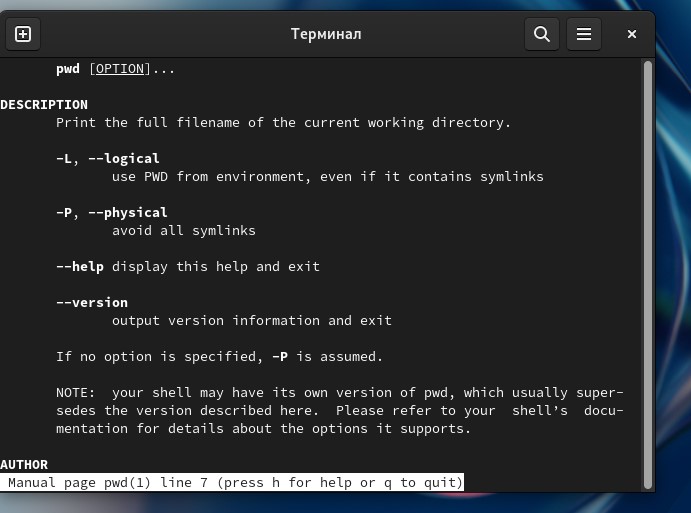 Терминал
pwd [OPTION]...
DESCRIPTION
Print the full filename of the current working directory.
-L, --logical
use PWD from environment, even if it contains symlinks
-P, --physical
avoid all symlinks
--help display this help and exit
--version
output version information and exit
If no option is specified, -P is assumed.
NOTE:  your shell may have its own version of pwd, which usually super-
sedes the version described here.  Please refer to your  shell's  docu-
mentation for details about the options it supports.
AUTHOR
Manual page pwd(1) line 7 (press h for help or q to quit)